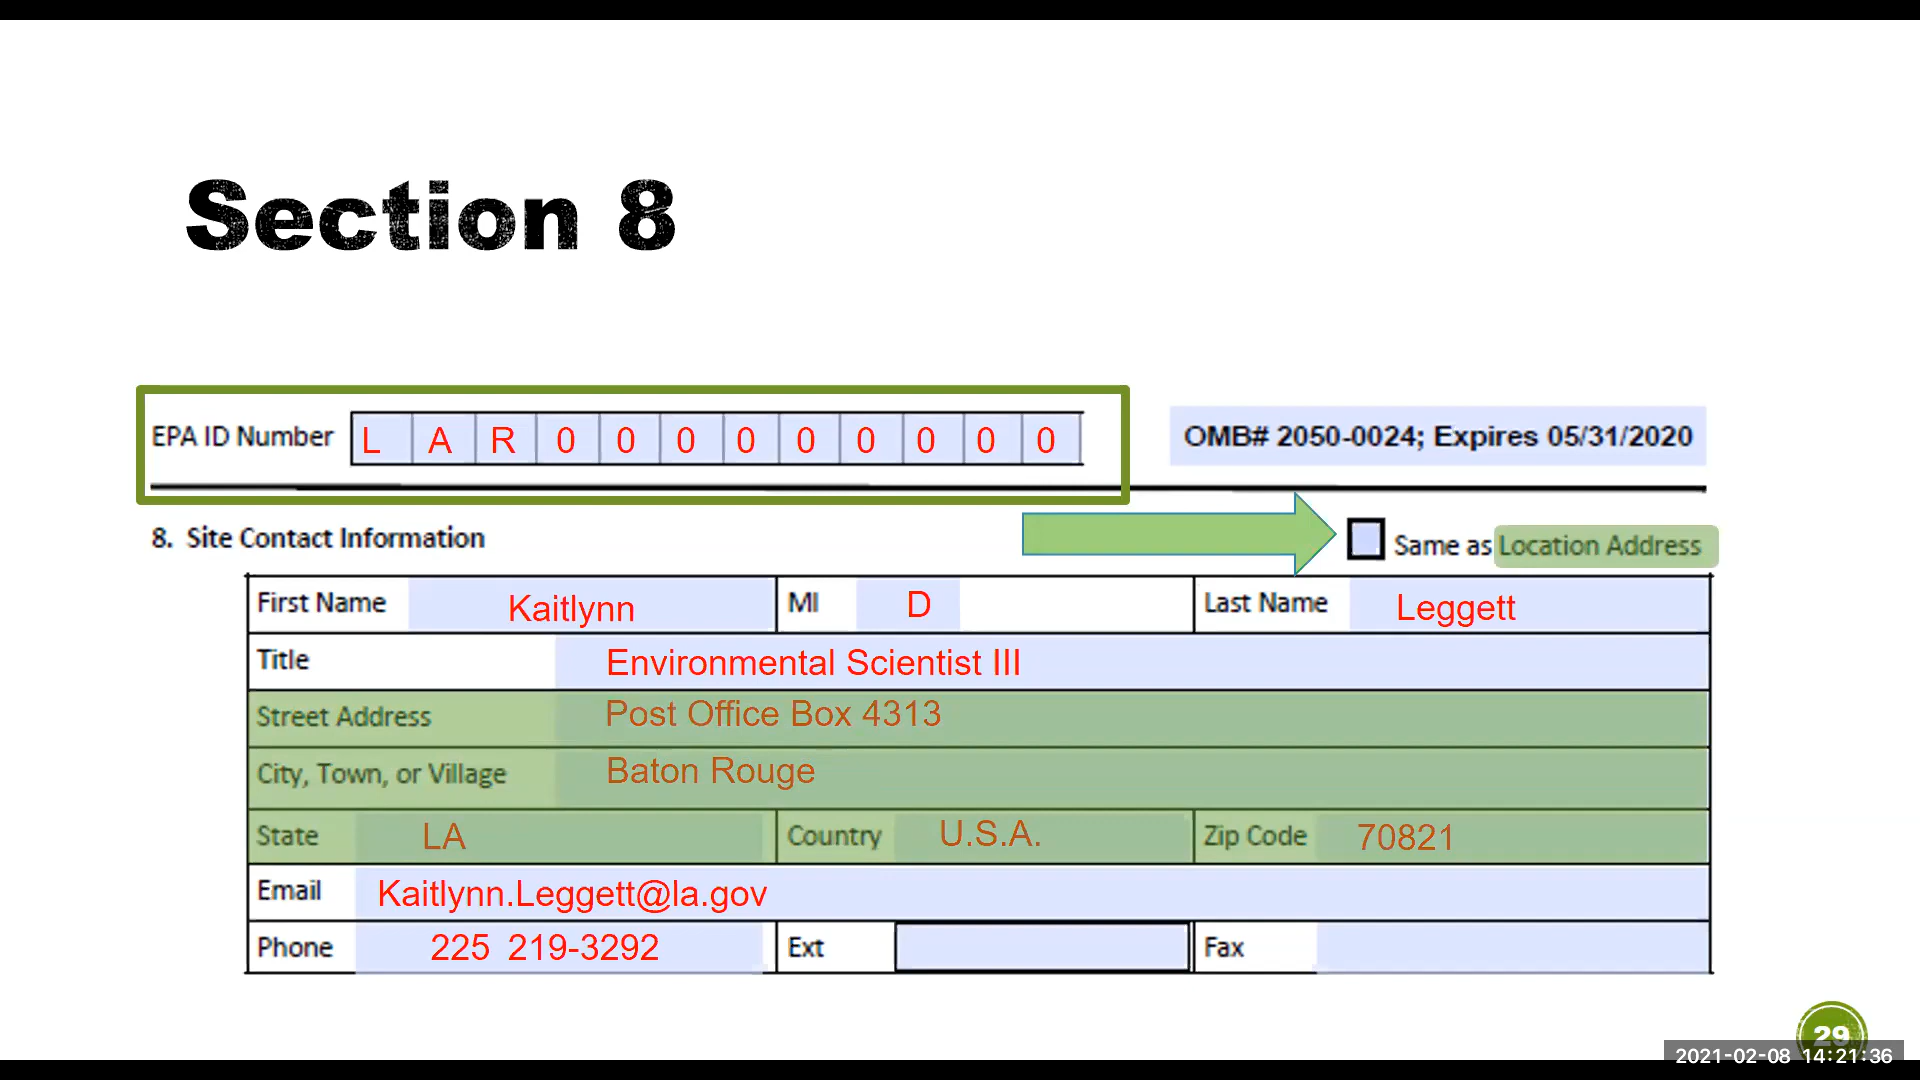 Section 8
EPA ID Number L A R 0 0 0 0 0 0 0 0 0
OMB# 2050-0024; Expires 05/31/2020
8. Site Contact Information
Same as Location Address
First Name Kaitlynn MI D Last Name Leggett
Title Environmental Scientist III
Street Address Post Office Box 4313
City, Town, or Village Baton Rouge
State LA Country U.S.A. Zip Code 70821
Email Kaitlynn.Leggett@la.gov
Phone 225 219-3292 Ext Fax
29
2021-02-08 14:21:36